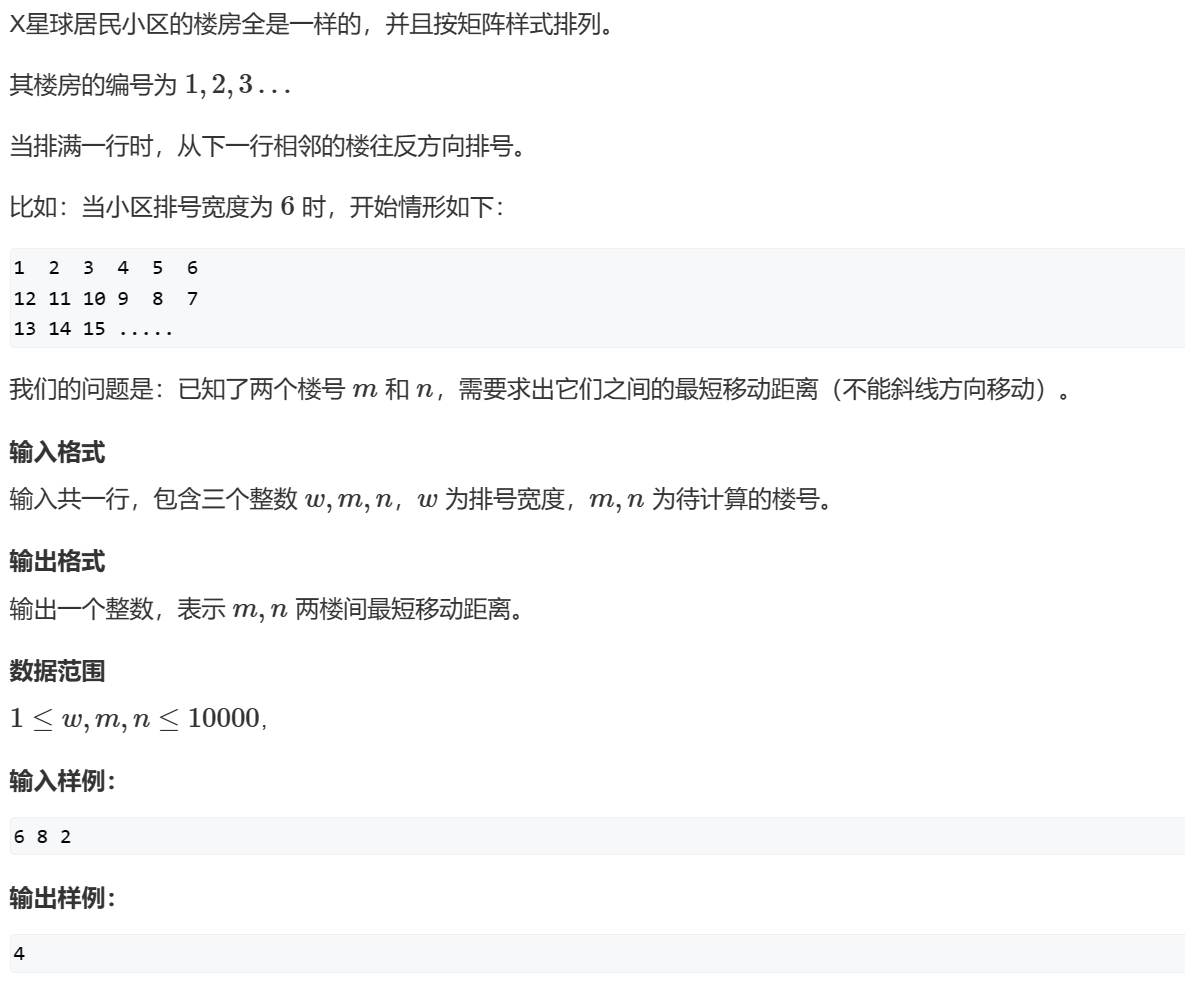 X星球居民小区的楼房全是一样的，并且按矩阵样式排列。
其楼房的编号为 1,2,3…
当排满一行时，从下一行相邻的楼往反方向排号。
比如：当小区排号宽度为 6 时，开始情形如下：
1  2  3  4  5  6
12 11 10 9  8  7
13 14 15 .....
我们的问题是：已知了两个楼号 m 和 n，需要求出它们之间的最短移动距离（不能斜线方向移动）。
输入格式
输入共一行，包含三个整数 w,m,n，w 为排号宽度，m,n 为待计算的楼号。
输出格式
输出一个整数，表示 m,n 两楼间最短移动距离。
数据范围
1 ≤ w,m,n ≤ 10000,
输入样例：
6 8 2
输出样例：
4